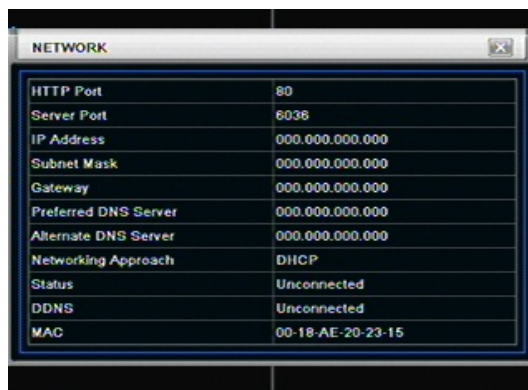 NETWORK
HTTP Port 80
Server Port 6036
IP Address 000.000.000.000
Subnet Mask 000.000.000.000
Gateway 000.000.000.000
Preferred DNS Server 000.000.000.000
Alternate DNS Server 000.000.000.000
Networking Approach DHCP
Status Unconnected
DDNS Unconnected
MAC 00-18-AE-20-23-15